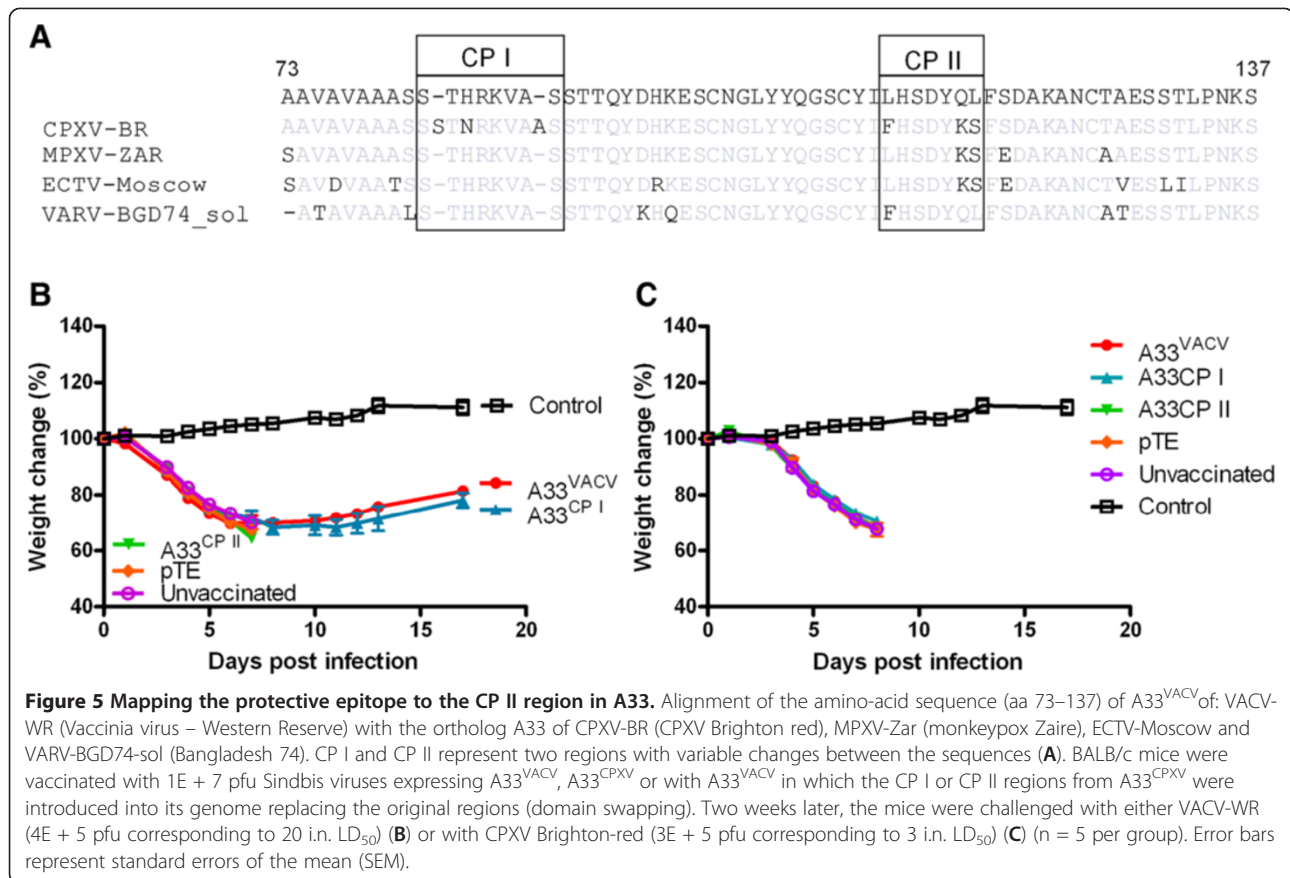 A
CP I
CP II
73
137
AAVAVAAASS-THRKVA-SSTTQYDHKESCNGLYYQGSCYILHSDYQLFSDAKANCTAESSTLPNKS
CPXV-BR AAVAVAAASSSTNRKVAASSTTQYDHKESCNGLYYQGSCYIFHSDYKSFSDAKANCTAESSTLPNKS
MPXV-ZAR SAVAVAAASS-THRKVA-SSTTQYDHKESCNGLYYQGSCYILHSDYKSFEDAKANCAAESSTLPNKS
ECTV-Moscow SAVDVAATSS-THRKVA-SSTTQYDRKESCNGLYYQGSCYILHSDYKSFEDAKANCTVESLILPNKS
VARV-BGD74_sol -ATAVAAALS-THRKVA-SSTTQYKHQESCNGLYYQGSCYIFHSDYQLFSDAKANCATESSTLPNKS
B
140
120
100
80
60
40
Weight change (%)
Control
A33VACV
A33CP I
A33CP II
pTE
Unvaccinated
0 5 10 15 20
Days post infection
C
140
120
100
80
60
40
Weight change (%)
A33VACV
A33CP I
A33CP II
pTE
Unvaccinated
Control
0 5 10 15 20
Days post infection
Figure 5 Mapping the protective epitope to the CP II region in A33. Alignment of the amino-acid sequence (aa 73–137) of A33VACVof: VACV-
WR (Vaccinia virus – Western Reserve) with the ortholog A33 of CPXV-BR (CPXV Brighton red), MPXV-Zar (monkeypox Zaire), ECTV-Moscow and
VARV-BGD74-sol (Bangladesh 74). CP I and CP II represent two regions with variable changes between the sequences (A). BALB/c mice were
vaccinated with 1E + 7 pfu Sindbis viruses expressing A33VACV, A33CPXV or with A33VACV in which the CP I or CP II regions from A33CPXV were
introduced into its genome replacing the original regions (domain swapping). Two weeks later, the mice were challenged with either VACV-WR
(4E + 5 pfu corresponding to 20 i.n. LD50) (B) or with CPXV Brighton-red (3E + 5 pfu corresponding to 3 i.n. LD50) (C) (n = 5 per group). Error bars
represent standard errors of the mean (SEM).